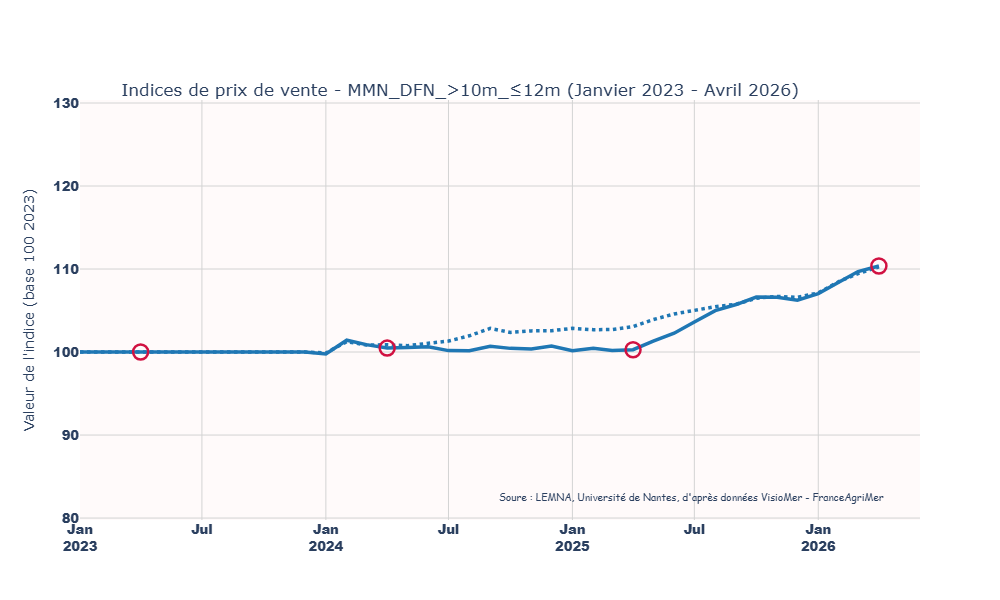 Indices de prix de vente - MMN_DFN_>10m_≤12m (Janvier 2023 - Avril 2026)
Valeur de l'indice (base 100 2023)
130
120
110
100
90
80
Soure : LEMNA, Université de Nantes, d'après données VisioMer - FranceAgriMer
Jan Jul Jan Jul Jan Jul Jan
2023 2024 2025 2026